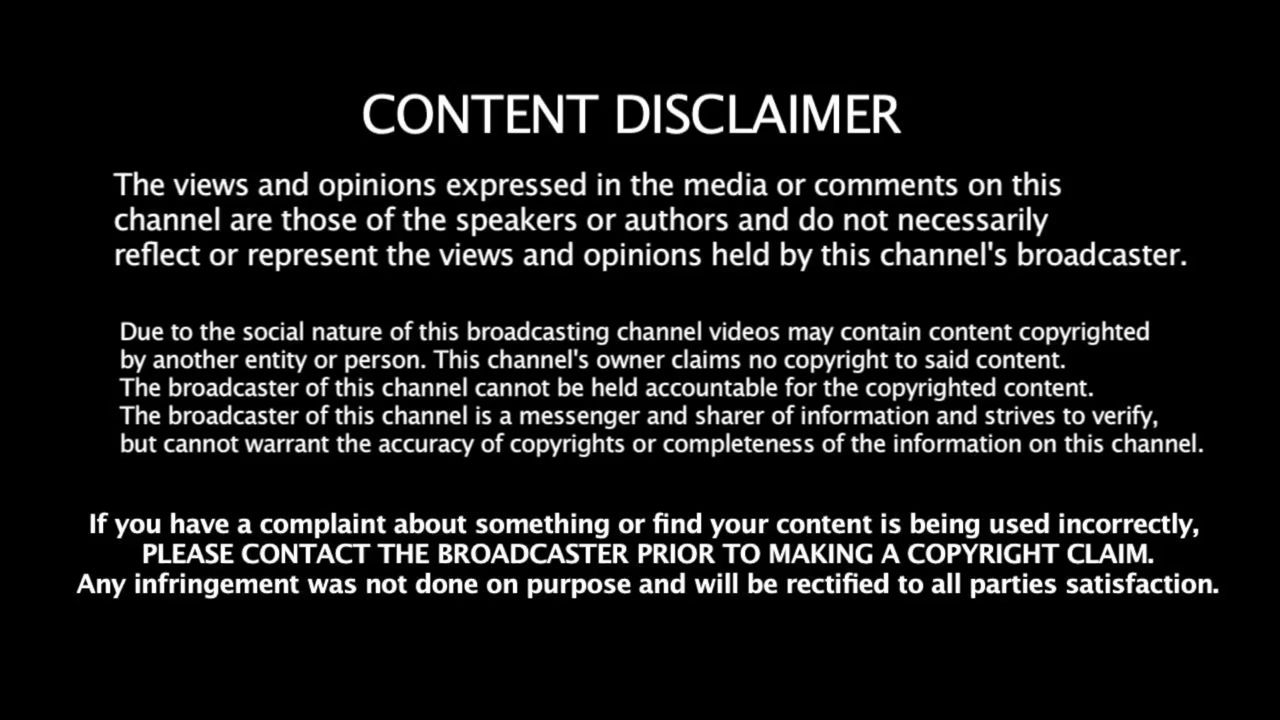 CONTENT DISCLAIMER
The views and opinions expressed in the media or comments on this
channel are those of the speakers or authors and do not necessarily
reflect or represent the views and opinions held by this channel's broadcaster.
Due to the social nature of this broadcasting channel videos may contain content copyrighted
by another entity or person. This channel's owner claims no copyright to said content.
The broadcaster of this channel cannot be held accountable for the copyrighted content.
The broadcaster of this channel is a messenger and sharer of information and strives to verify,
but cannot warrant the accuracy of copyrights or completeness of the information on this channel.
If you have a complaint about something or find your content is being used incorrectly,
PLEASE CONTACT THE BROADCASTER PRIOR TO MAKING A COPYRIGHT CLAIM.
Any infringement was not done on purpose and will be rectified to all parties satisfaction.